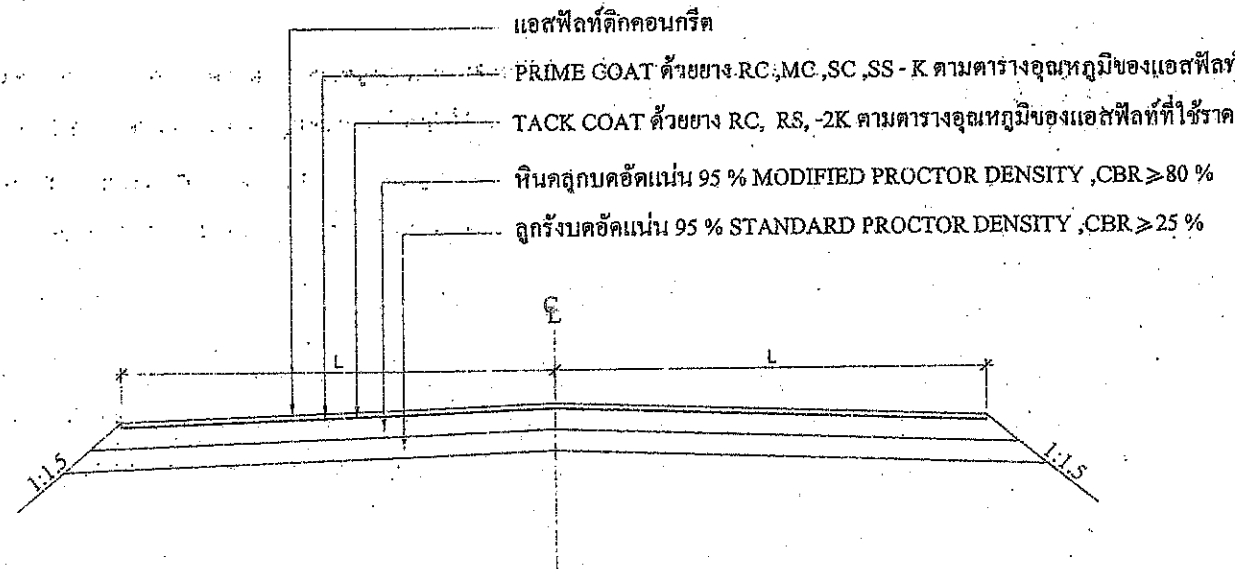 แอสฟัลท์ติกคอนกรีต
PRIME COAT ด้วยยาง RC,MC,SC,SS-K ตามตารางอุณหภูมิของแอสฟัลท์
TACK COAT ด้วยยาง RC, RS, -2K ตามตารางอุณหภูมิของแอสฟัลท์ที่ใช้ราด
หินคลุกบดอัดแน่น 95 % MODIFIED PROCTOR DENSITY ,CBR ⩾ 80 %
ลูกรังบดอัดแน่น 95 % STANDARD PROCTOR DENSITY ,CBR ⩾ 25 %
℄
L
L
1:1.5
1:1.5